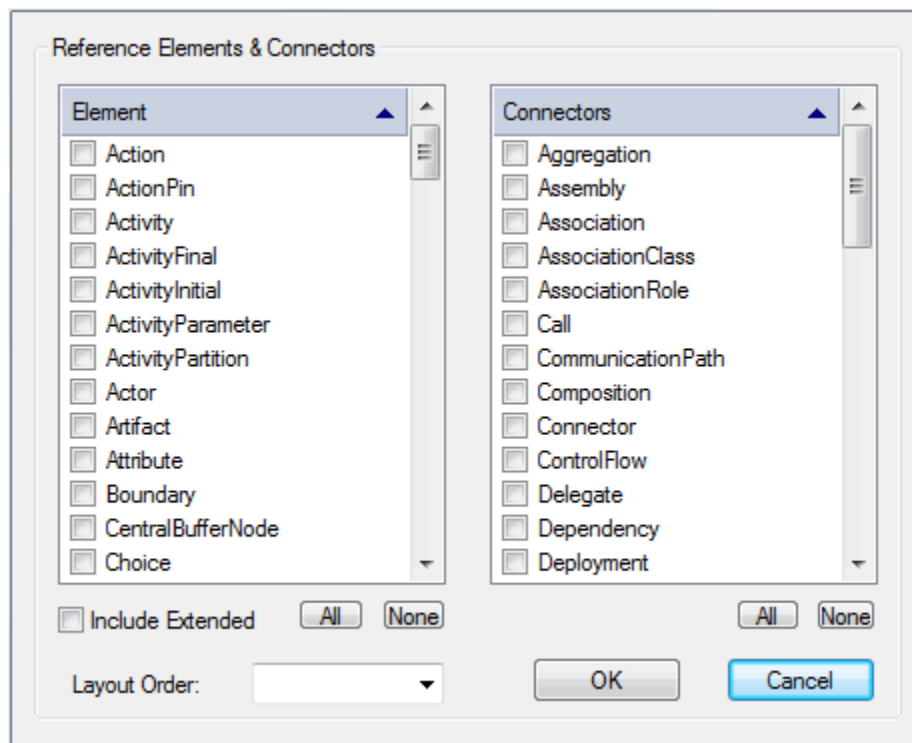 Reference Elements & Connectors
Element
Action
ActionPin
Activity
ActivityFinal
ActivityInitial
ActivityParameter
ActivityPartition
Actor
Artifact
Attribute
Boundary
CentralBufferNode
Choice
Include Extended
All
None
Connectors
Aggregation
Assembly
Association
AssociationClass
AssociationRole
Call
CommunicationPath
Composition
Connector
ControlFlow
Delegate
Dependency
Deployment
All
None
Layout Order:
OK
Cancel